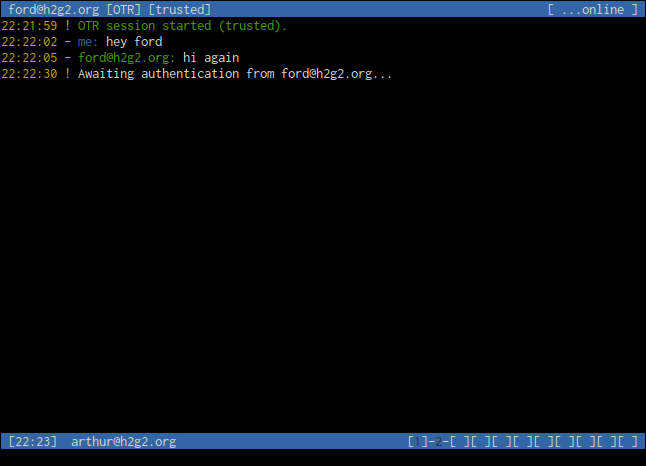 ford@h2g2.org [OTR] [trusted] [ ...online ]
22:21:59 ! OTR session started (trusted).
22:22:02 - me: hey ford
22:22:05 - ford@h2g2.org: hi again
22:22:30 ! Awaiting authentication from ford@h2g2.org...
[22:23] arthur@h2g2.org [1]-2-[ ][ ][ ][ ][ ][ ][ ][ ][ ]